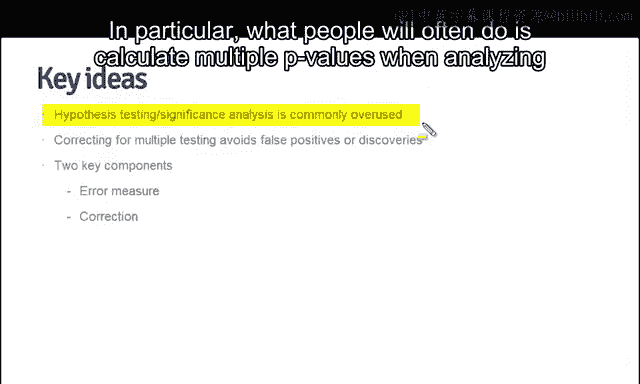 In particular, what people will often do is
calculate multiple p-values when analyzing
Key ideas
· Hypothesis testing/significance analysis is commonly overused
· Correcting for multiple testing avoids false positives or discoveries
· Two key components
- Error measure
- Correction